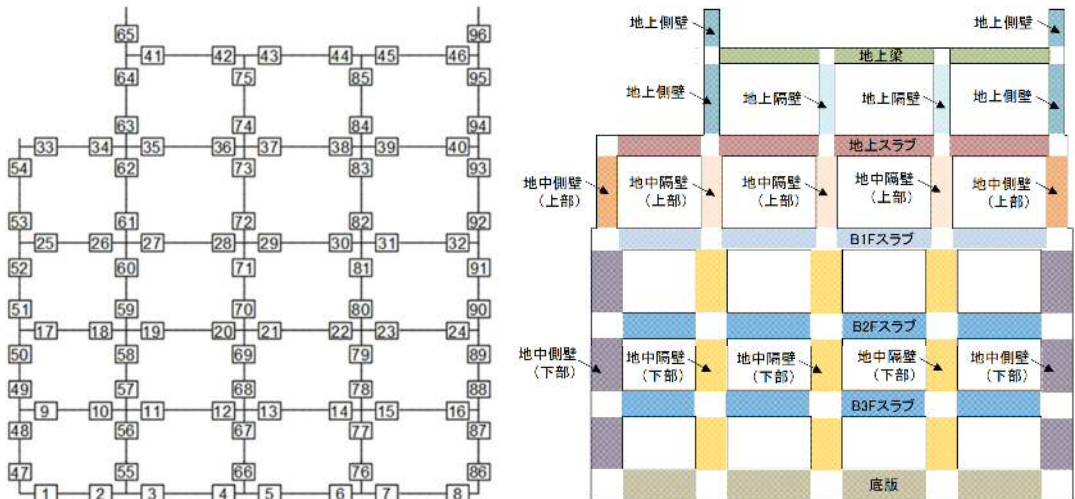 65 96
41 42 43 44 45 46
64 75 85 95
63 74 84 94
33 34 35 36 37 38 39 40
54 62 73 83 93
53 61 72 82 92
25 26 27 28 29 30 31 32
52 60 71 81 91
51 59 70 80 90
17 18 19 20 21 22 23 24
50 58 69 79 89
49 57 68 78 88
9 10 11 12 13 14 15 16
48 56 67 77 87
47 55 66 76 86
1 2 3 4 5 6 7 8
地上側壁
地上側壁
地上梁
地上側壁
地上隔壁
地上隔壁
地上側壁
地上スラブ
地中側壁
(上部)
地中隔壁
(上部)
地中隔壁
(上部)
地中隔壁
(上部)
地中側壁
(上部)
B1Fスラブ
B2Fスラブ
地中側壁
(下部)
地中隔壁
(下部)
地中隔壁
(下部)
地中隔壁
(下部)
地中側壁
(下部)
B3Fスラブ
底版